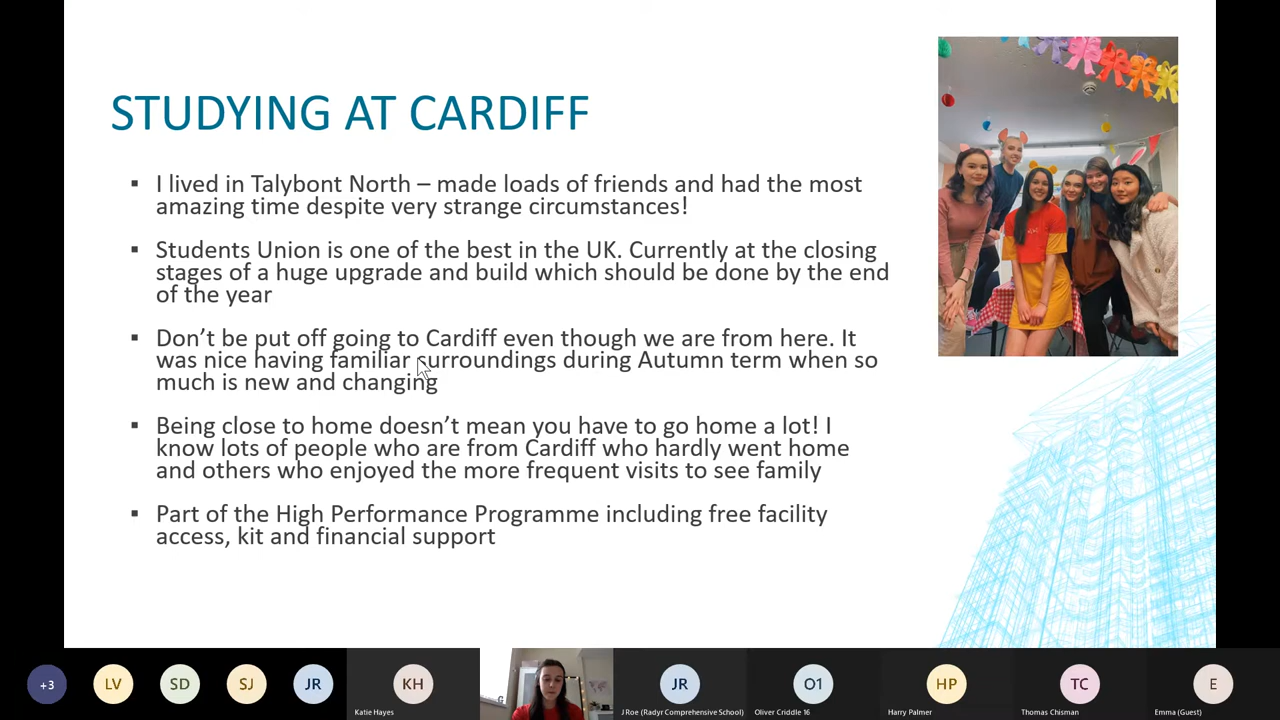 STUDYING AT CARDIFF
▪ I lived in Talybont North – made loads of friends and had the most
amazing time despite very strange circumstances!
▪ Students Union is one of the best in the UK. Currently at the closing
stages of a huge upgrade and build which should be done by the end
of the year
▪ Don’t be put off going to Cardiff even though we are from here. It
was nice having familiar surroundings during Autumn term when so
much is new and changing
▪ Being close to home doesn’t mean you have to go home a lot! I
know lots of people who are from Cardiff who hardly went home
and others who enjoyed the more frequent visits to see family
▪ Part of the High Performance Programme including free facility
access, kit and financial support
+3 LV SD SJ JR KH JR O1 HP TC E
Katie Hayes J Roe (Radyr Comprehensive School) Oliver Criddle 16 Harry Palmer Thomas Chisman Emma (Guest)